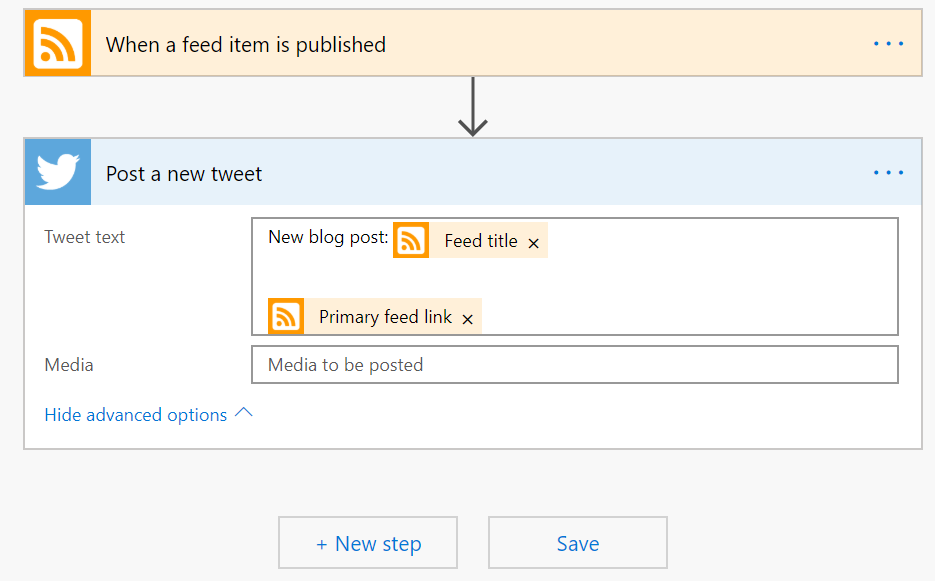 When a feed item is published
Post a new tweet
Tweet text
New blog post: Feed title ×
Primary feed link ×
Media
Media to be posted
Hide advanced options
+ New step
Save